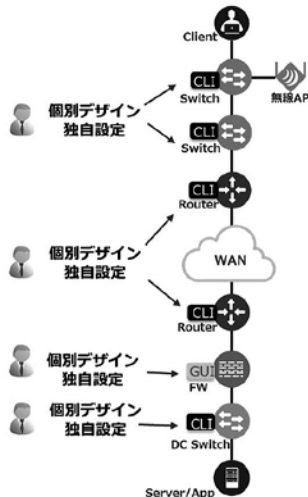 Client
CLI
Switch
無線AP
個別デザイン
独自設定
CLI
Switch
CLI
Router
WAN
個別デザイン
独自設定
CLI
Router
個別デザイン
独自設定
GUI
FW
個別デザイン
独自設定
CLI
DC Switch
Server/App